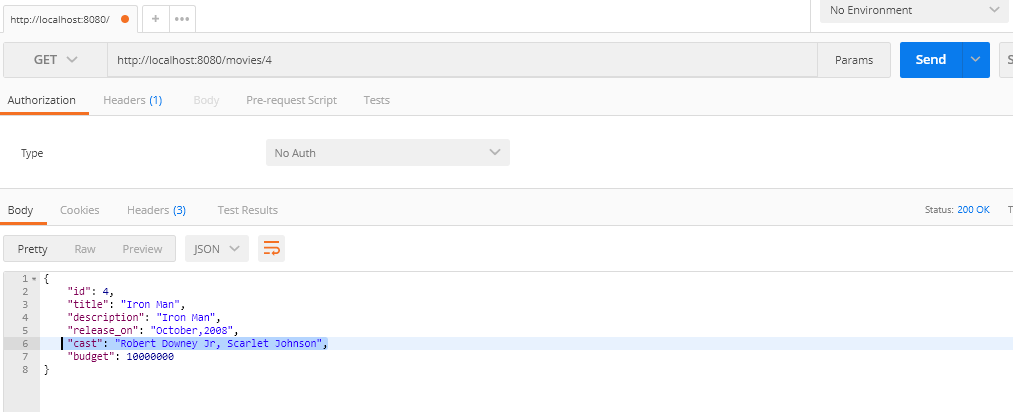 http://localhost:8080/ + ••• No Environment
GET http://localhost:8080/movies/4 Params Send S
Authorization Headers (1) Body Pre-request Script Tests
Type No Auth
Body Cookies Headers (3) Test Results Status: 200 OK T
Pretty Raw Preview JSON
1 {
2 "id": 4,
3 "title": "Iron Man",
4 "description": "Iron Man",
5 "release_on": "October,2008",
6 "cast": "Robert Downey Jr, Scarlet Johnson",
7 "budget": 10000000
8 }